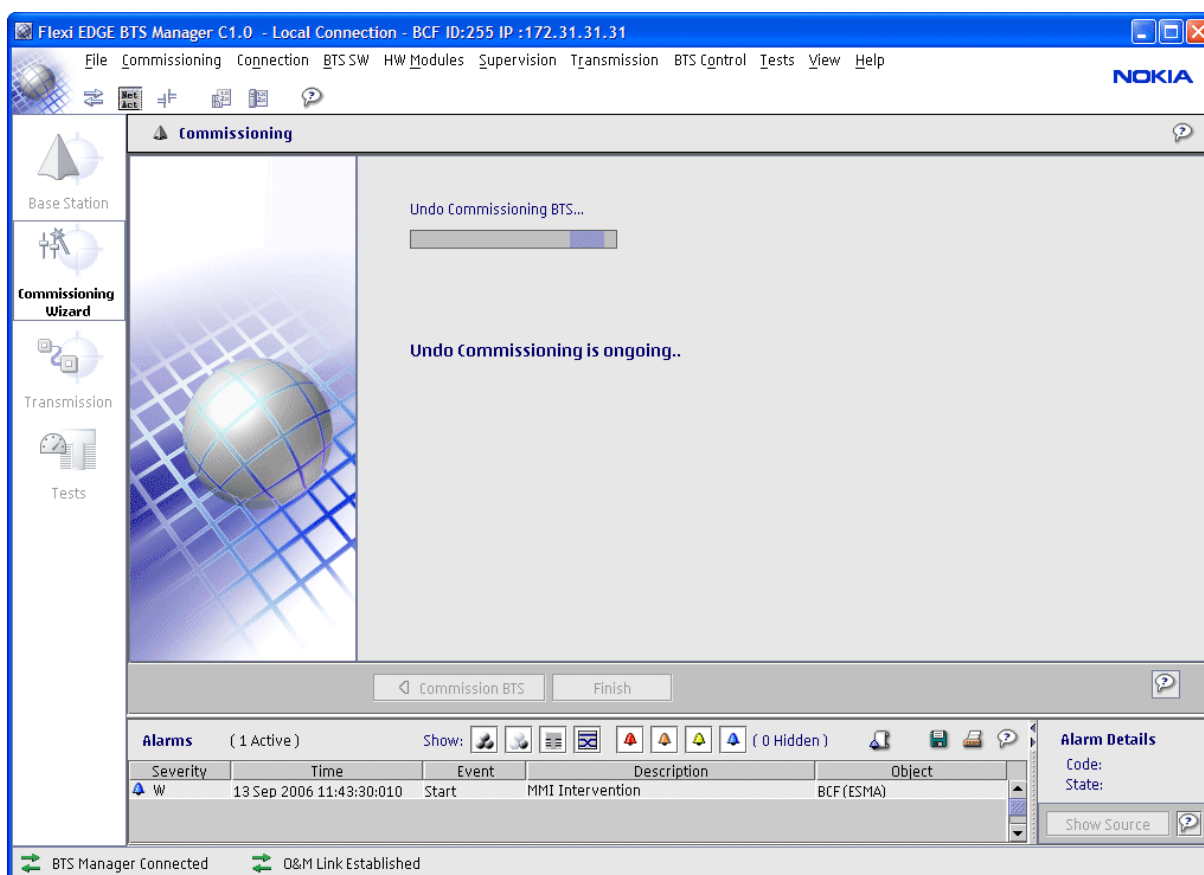 Flexi EDGE BTS Manager C1.0 - Local Connection - BCF ID:255 IP :172.31.31.31
File Commissioning Connection BTS SW HW Modules Supervision Transmission BTS Control Tests View Help
NOKIA
Net Act
Commissioning
Base Station
Commissioning Wizard
Transmission
Tests
Undo Commissioning BTS...
Undo Commissioning is ongoing..
Commission BTS Finish
Alarms ( 1 Active ) Show: ( 0 Hidden )
Severity Time Event Description Object
W 13 Sep 2006 11:43:30:010 Start MMI Intervention BCF (ESMA)
Alarm Details
Code:
State:
Show Source
BTS Manager Connected O&M Link Established